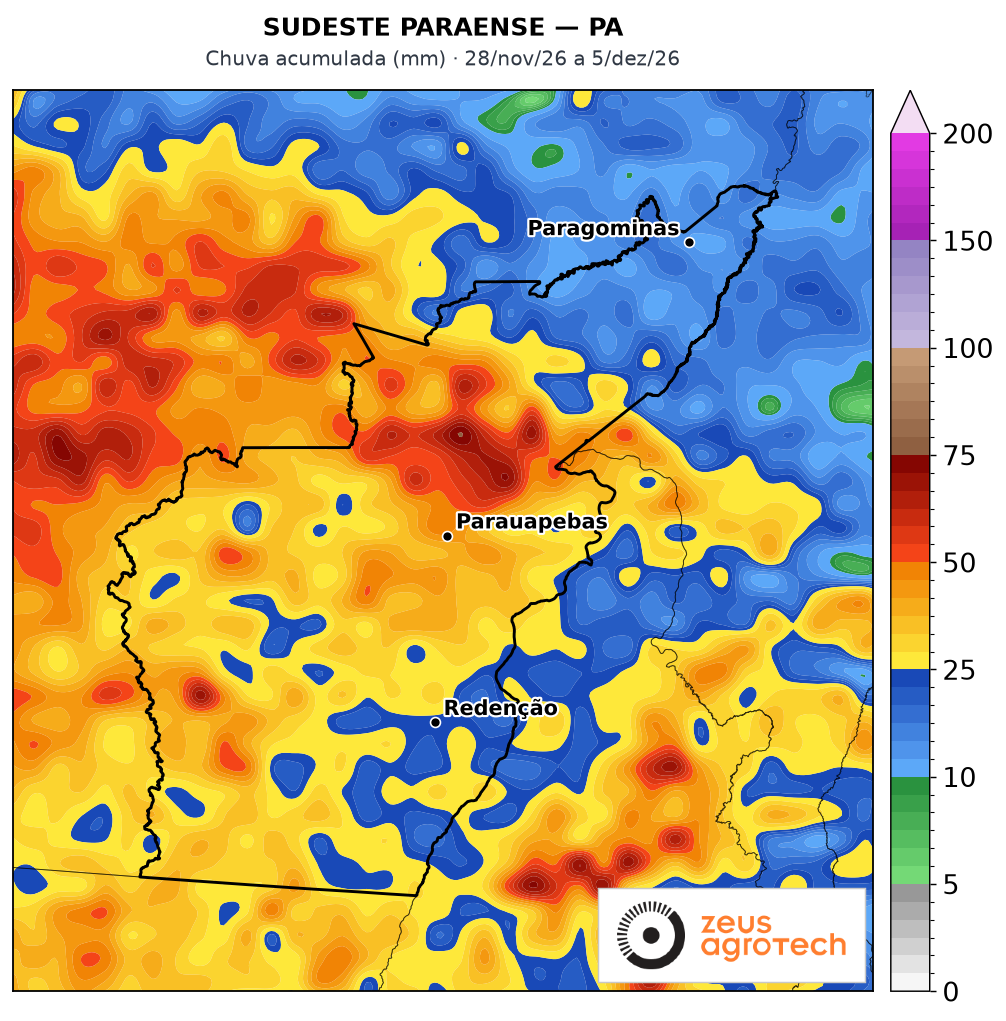 SUDESTE PARAENSE — PA
Chuva acumulada (mm) · 28/nov/26 a 5/dez/26
Paragominas
Parauapebas
Redenção
200
150
100
75
50
25
10
5
0
zeus
agrotech